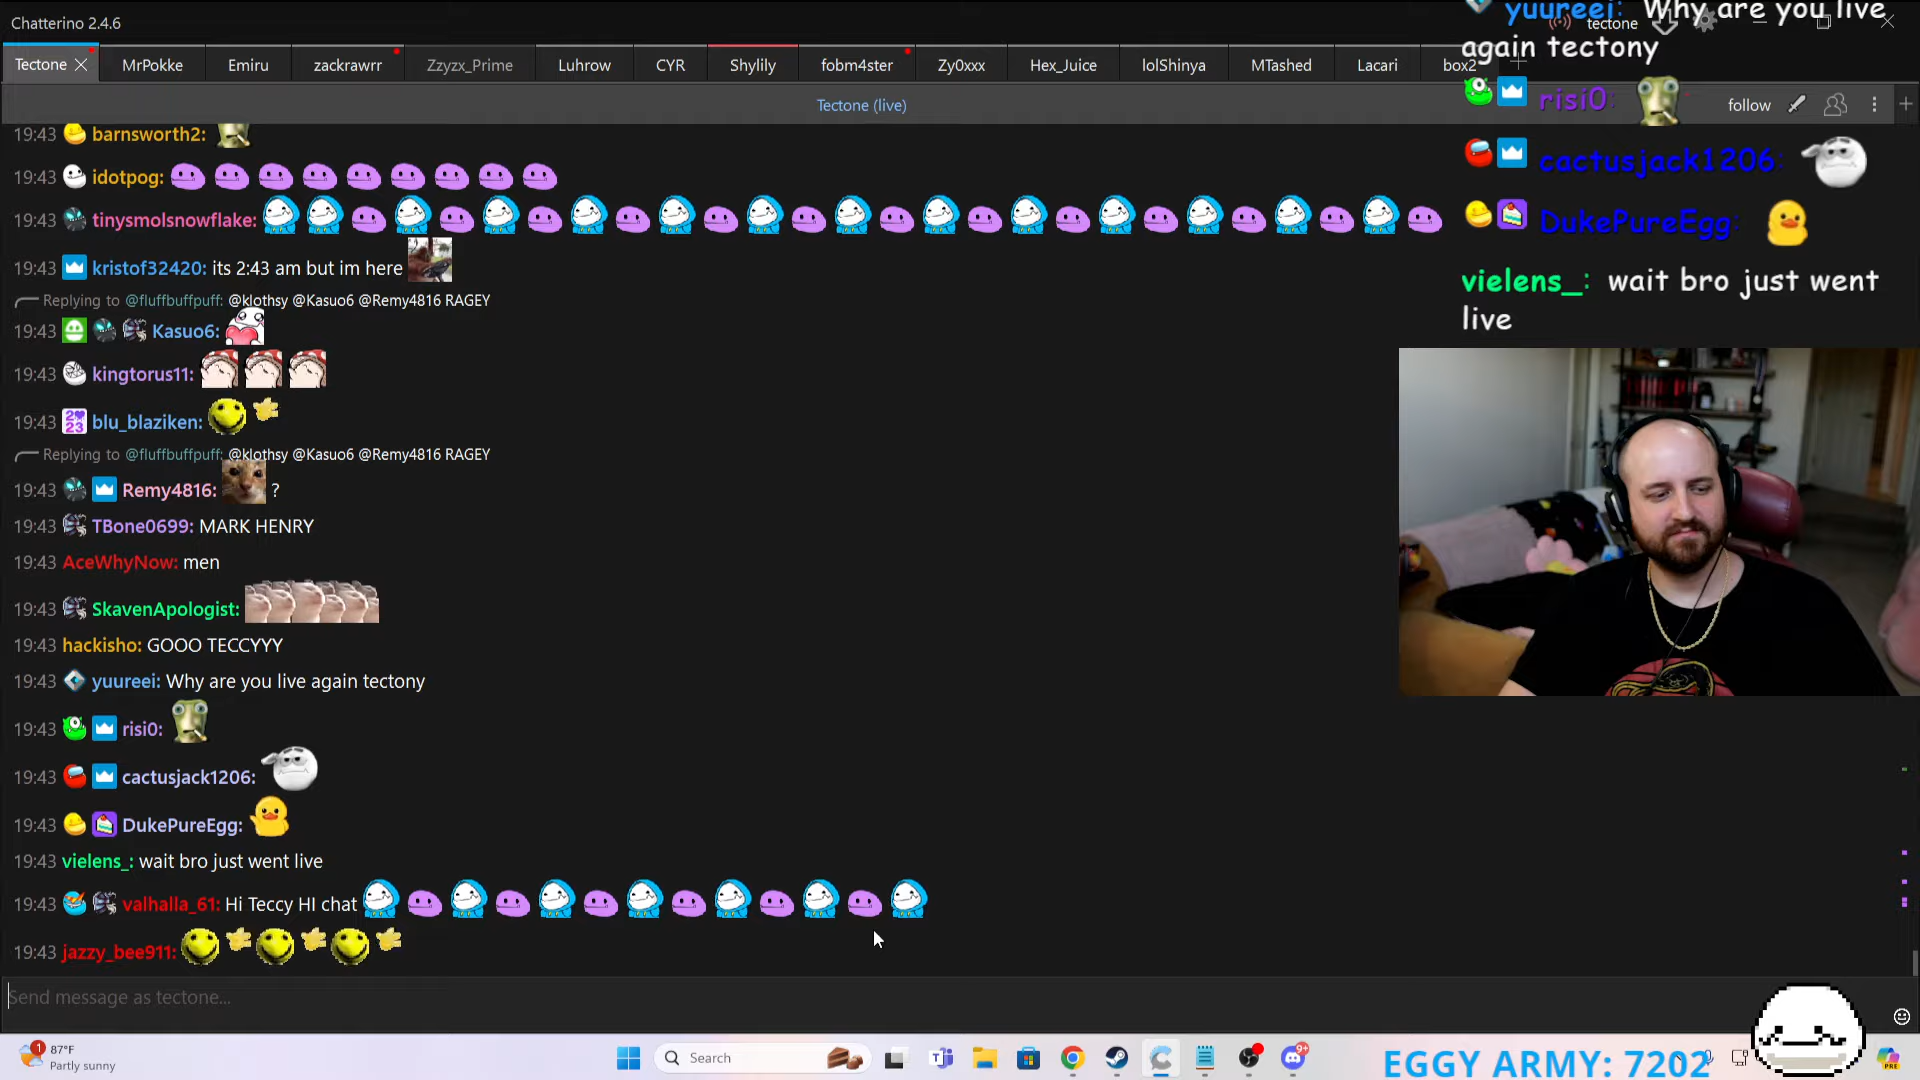 Chatterino 2.4.6
tectone
Tectone
MrPokke
Emiru
zackrawrr
Zzyzx_Prime
Luhrow
CYR
Shylily
fobm4ster
Zy0xxx
Hex_Juice
lolShinya
MTashed
Lacari
box2
Tectone (live)
follow
19:43 barnsworth2:
19:43 idotpog:
19:43 tinysmolsnowflake:
19:43 kristof32420: its 2:43 am but im here
Replying to @fluffbuffpuff: @klothsy @Kasuo6 @Remy4816 RAGEY
19:43 Kasuo6:
19:43 kingtorus11:
19:43 2 23 blu_blaziken:
Replying to @fluffbuffpuff: @klothsy @Kasuo6 @Remy4816 RAGEY
19:43 Remy4816: ?
19:43 TBone0699: MARK HENRY
19:43 AceWhyNow: men
19:43 SkavenApologist:
19:43 hackisho: GOOO TECCYYY
19:43 yuureei: Why are you live again tectony
19:43 risi0:
19:43 cactusjack1206:
19:43 DukePureEgg:
19:43 vielens_: wait bro just went live
19:43 valhalla_61: Hi Teccy HI chat
19:43 jazzy_bee911:
Send message as tectone...
yuureei: Why are you live
again tectony
risi0:
cactusjack1206:
DukePureEgg:
vielens_: wait bro just went
live
1
87°F
Partly sunny
Search
9+
EGGY ARMY: 7202
PRE